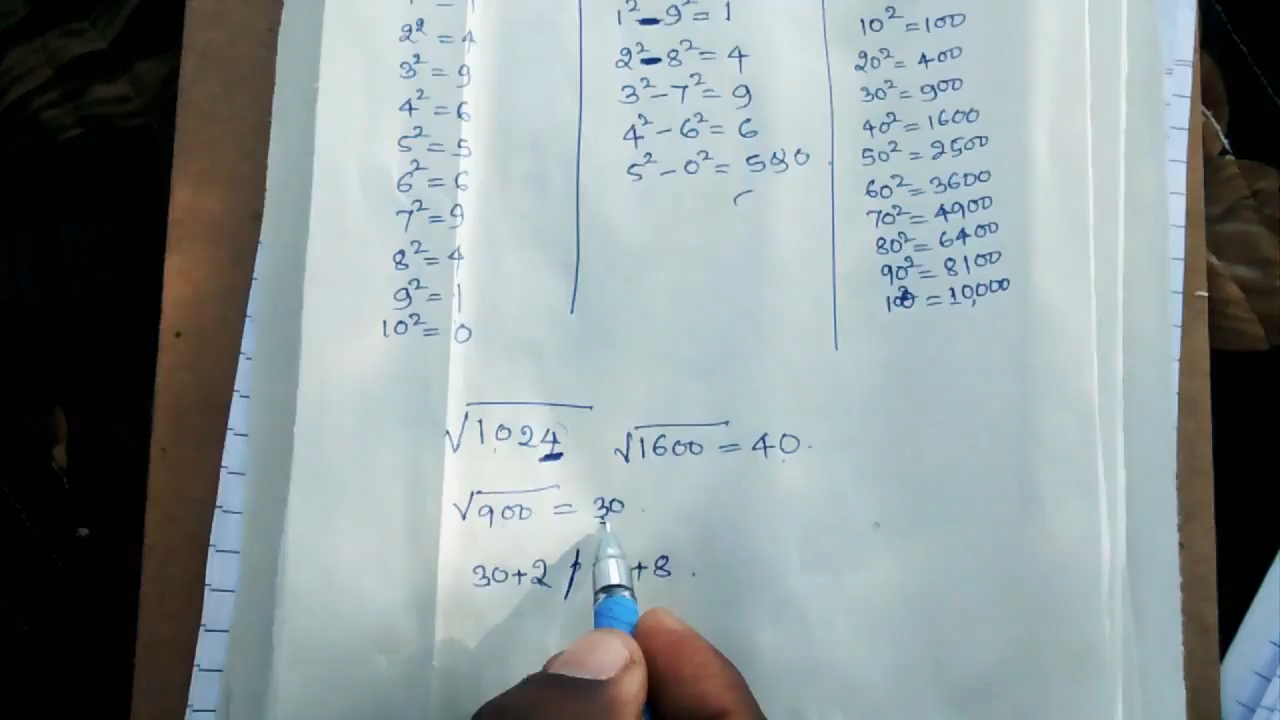 2² = 4
3² = 9
4² = 6
5² = 5
6² = 6
7² = 9
8² = 4
9² = 1
10² = 0
1² - 9² = 1
2² - 8² = 4
3² - 7² = 9
4² - 6² = 6
5² - 0² = 5
10² = 100
20² = 400
30² = 900
40² = 1600
50² = 2500
60² = 3600
70² = 4900
80² = 6400
90² = 8100
= 10,000
√1024 √1600 = 40.
√900 = 30
30+2 / +8